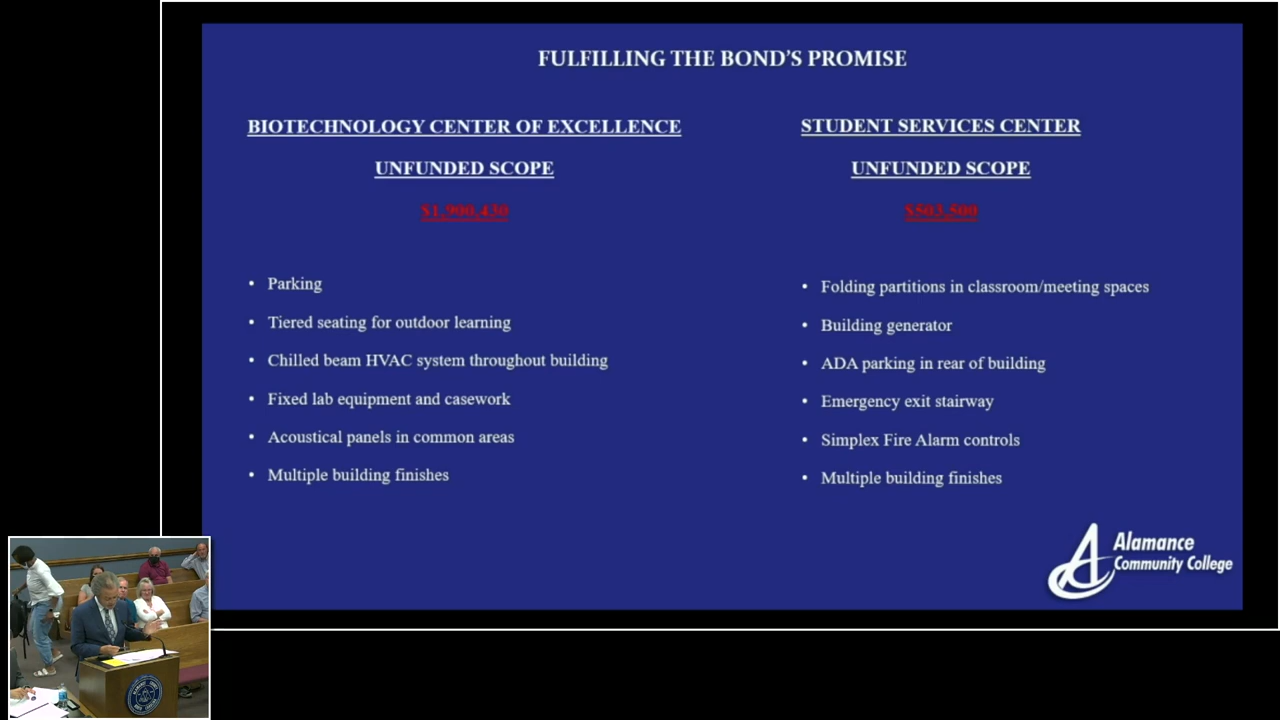 FULFILLING THE BOND'S PROMISE
BIOTECHNOLOGY CENTER OF EXCELLENCE
UNFUNDED SCOPE
$1,900,430
• Parking
• Tiered seating for outdoor learning
• Chilled beam HVAC system throughout building
• Fixed lab equipment and casework
• Acoustical panels in common areas
• Multiple building finishes
STUDENT SERVICES CENTER
UNFUNDED SCOPE
$503,500
• Folding partitions in classroom/meeting spaces
• Building generator
• ADA parking in rear of building
• Emergency exit stairway
• Simplex Fire Alarm controls
• Multiple building finishes
Alamance
Community College